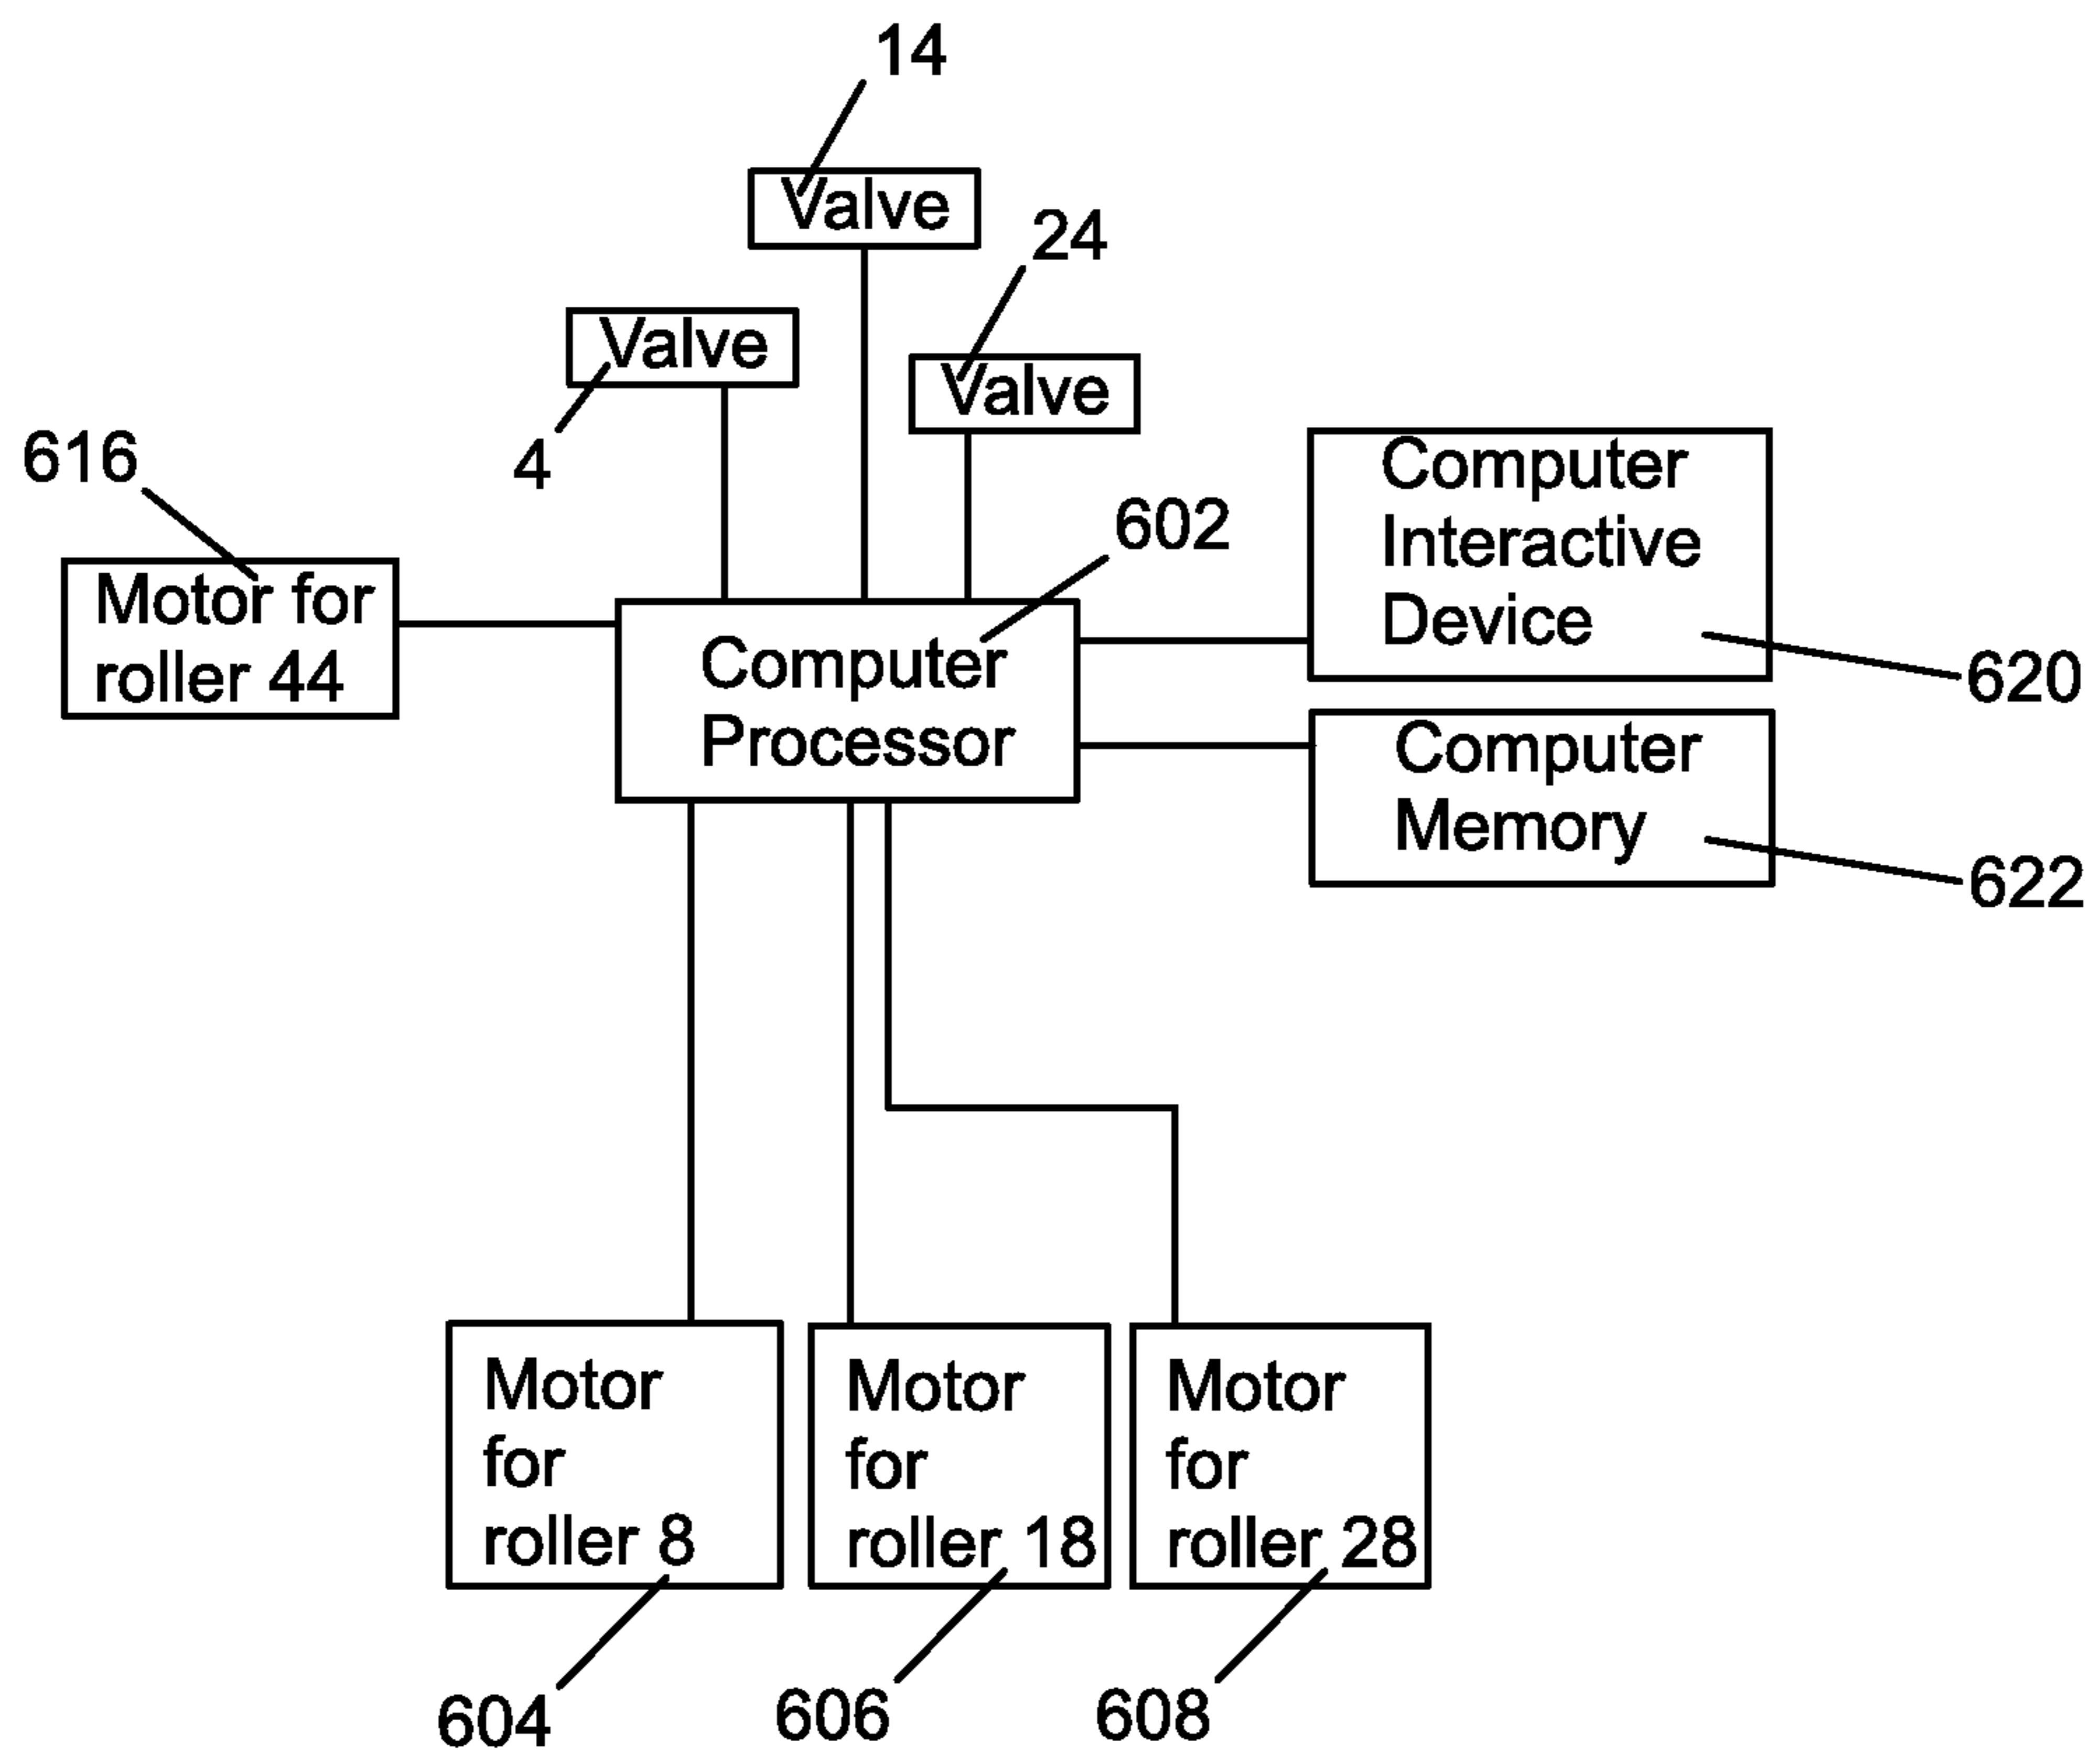 14
Valve
24
Valve
Valve
4
616
Motor for
roller 44
602
Computer
Processor
Computer
Interactive
Device
620
Computer
Memory
622
Motor
for
roller 8
Motor
for
roller 18
Motor
for
roller 28
604
606
608